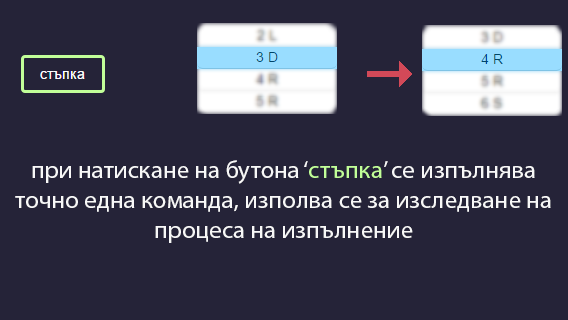 стъпка
2 L
3 D
4 R
5 R
3 D
4 R
5 R
6 S
при натискане на бутона ‘стъпка’ се изпълнява
точно една команда, изполва се за изследване на
процеса на изпълнение